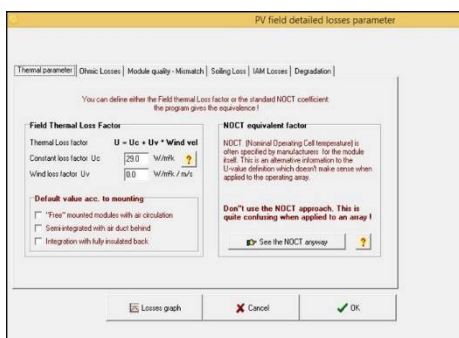 PV field detailed losses parameter
Thermal parameter | Ohmic Losses | Module quality - Mismatch | Soiling Loss | IAM Losses | Degradation
You can define either the Field thermal Loss factor or the standard NOCT coefficient:
the program gives the equivalence !
Field Thermal Loss Factor
Thermal Loss factor U = Uc + Uv * Wind vel
Constant loss factor Uc 29.0 W/m²k ?
Wind loss factor Uv 0.0 W/m²k / m/s
Default value acc. to mounting
"Free" mounted modules with air circulation
Semi-integrated with air duct behind
Integration with fully insulated back
NOCT equivalent factor
NOCT (Nominal Operating Cell temperature) is
often specified by manufacturers for the module
itself. This is an alternative information to the
U-value definition which doesn't make sense when
applied to the operating array.
Don''t use the NOCT approach. This is
quite confusing when applied to an array !
See the NOCT anyway ?
Losses graph
Cancel
OK